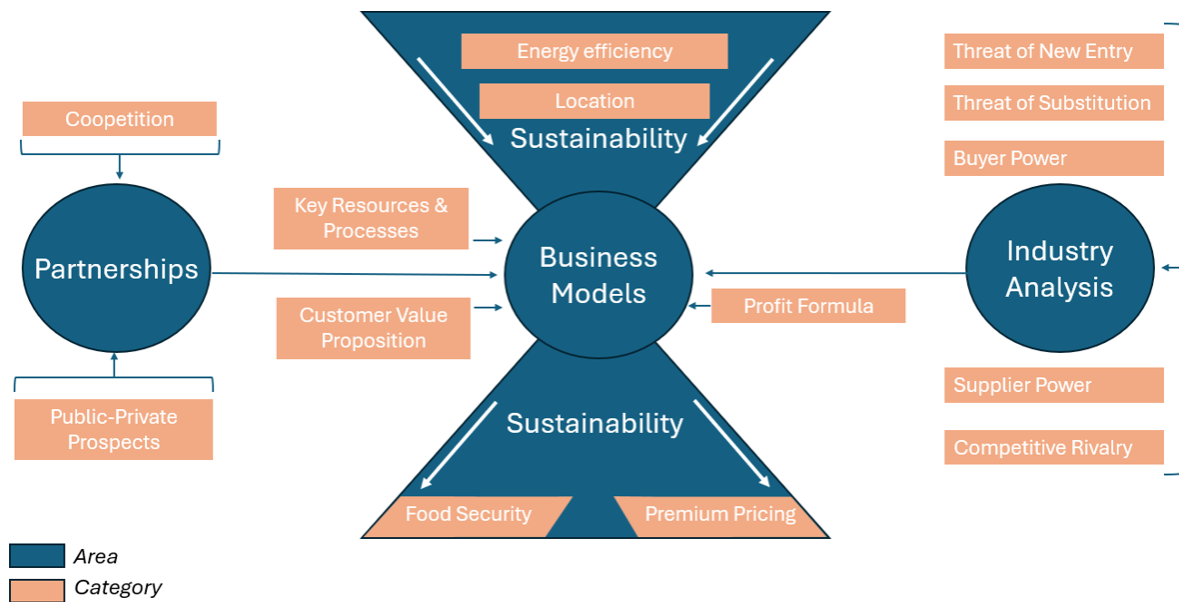 Energy efficiency
Location
Sustainability
Threat of New Entry
Threat of Substitution
Buyer Power
Coopetition
Partnerships
Key Resources &
Processes
Customer Value
Proposition
Business
Models
Profit Formula
Industry
Analysis
Public-Private
Prospects
Sustainability
Supplier Power
Competitive Rivalry
Food Security
Premium Pricing
Area
Category